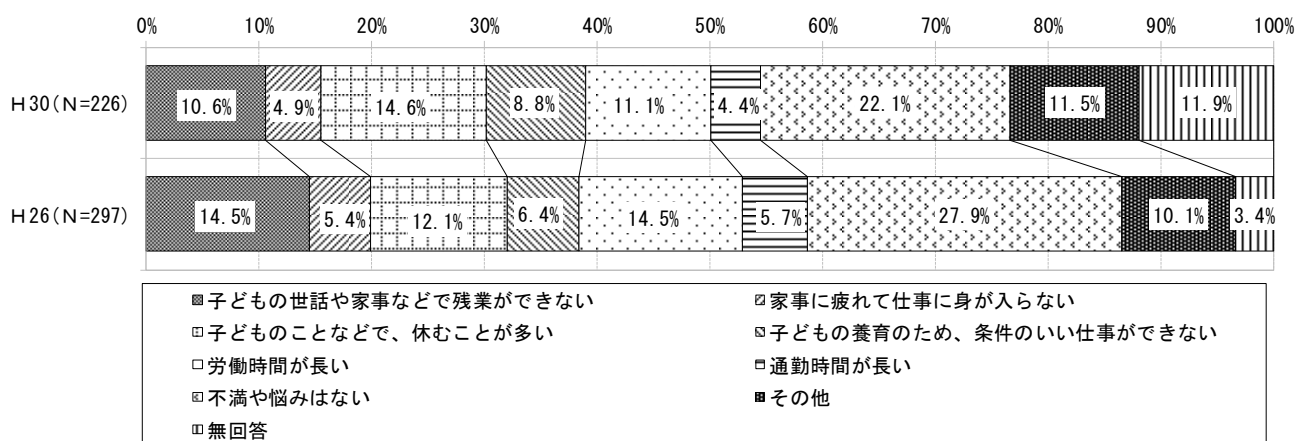 0% 10% 20% 30% 40% 50% 60% 70% 80% 90% 100%
H30(N=226) 10.6% 4.9% 14.6% 8.8% 11.1% 4.4% 22.1% 11.5% 11.9%
H26(N=297) 14.5% 5.4% 12.1% 6.4% 14.5% 5.7% 27.9% 10.1% 3.4%
子どもの世話や家事などで残業ができない 家事に疲れて仕事に身が入らない
子どものことなどで、休むことが多い 子どもの養育のため、条件のいい仕事ができない
労働時間が長い 通勤時間が長い
不満や悩みはない その他
無回答